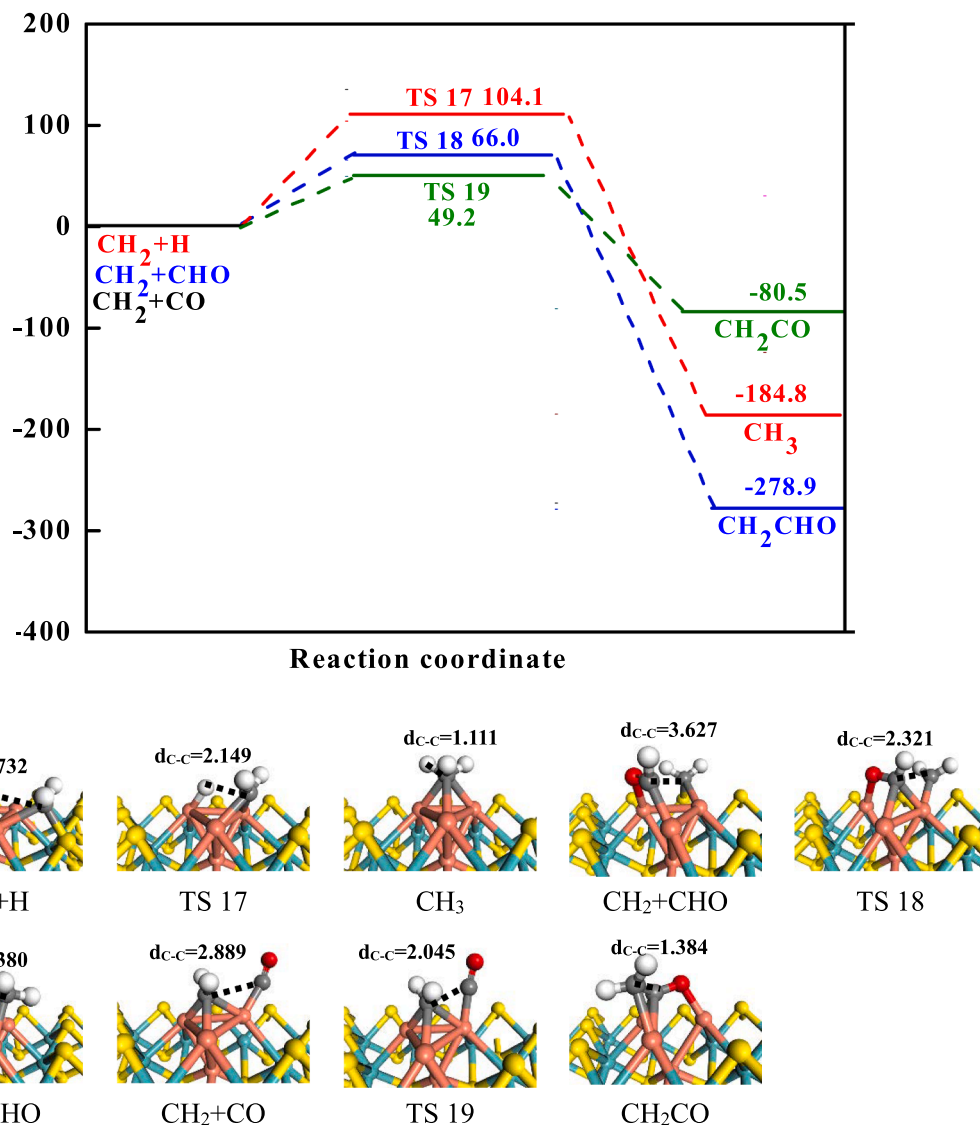 200
100
0
-100
-200
-300
-400
TS 17 104.1
TS 18 66.0
TS 19
49.2
CH2+H
CH2+CHO
CH2+CO
-80.5
CH2CO
-184.8
CH3
-278.9
CH2CHO
Reaction coordinate
732
dC-C=2.149
dC-C=1.111
dC-C=3.627
dC-C=2.321
+H
TS 17
CH3
CH2+CHO
TS 18
380
dC-C=2.889
dC-C=2.045
dC-C=1.384
HO
CH2+CO
TS 19
CH2CO